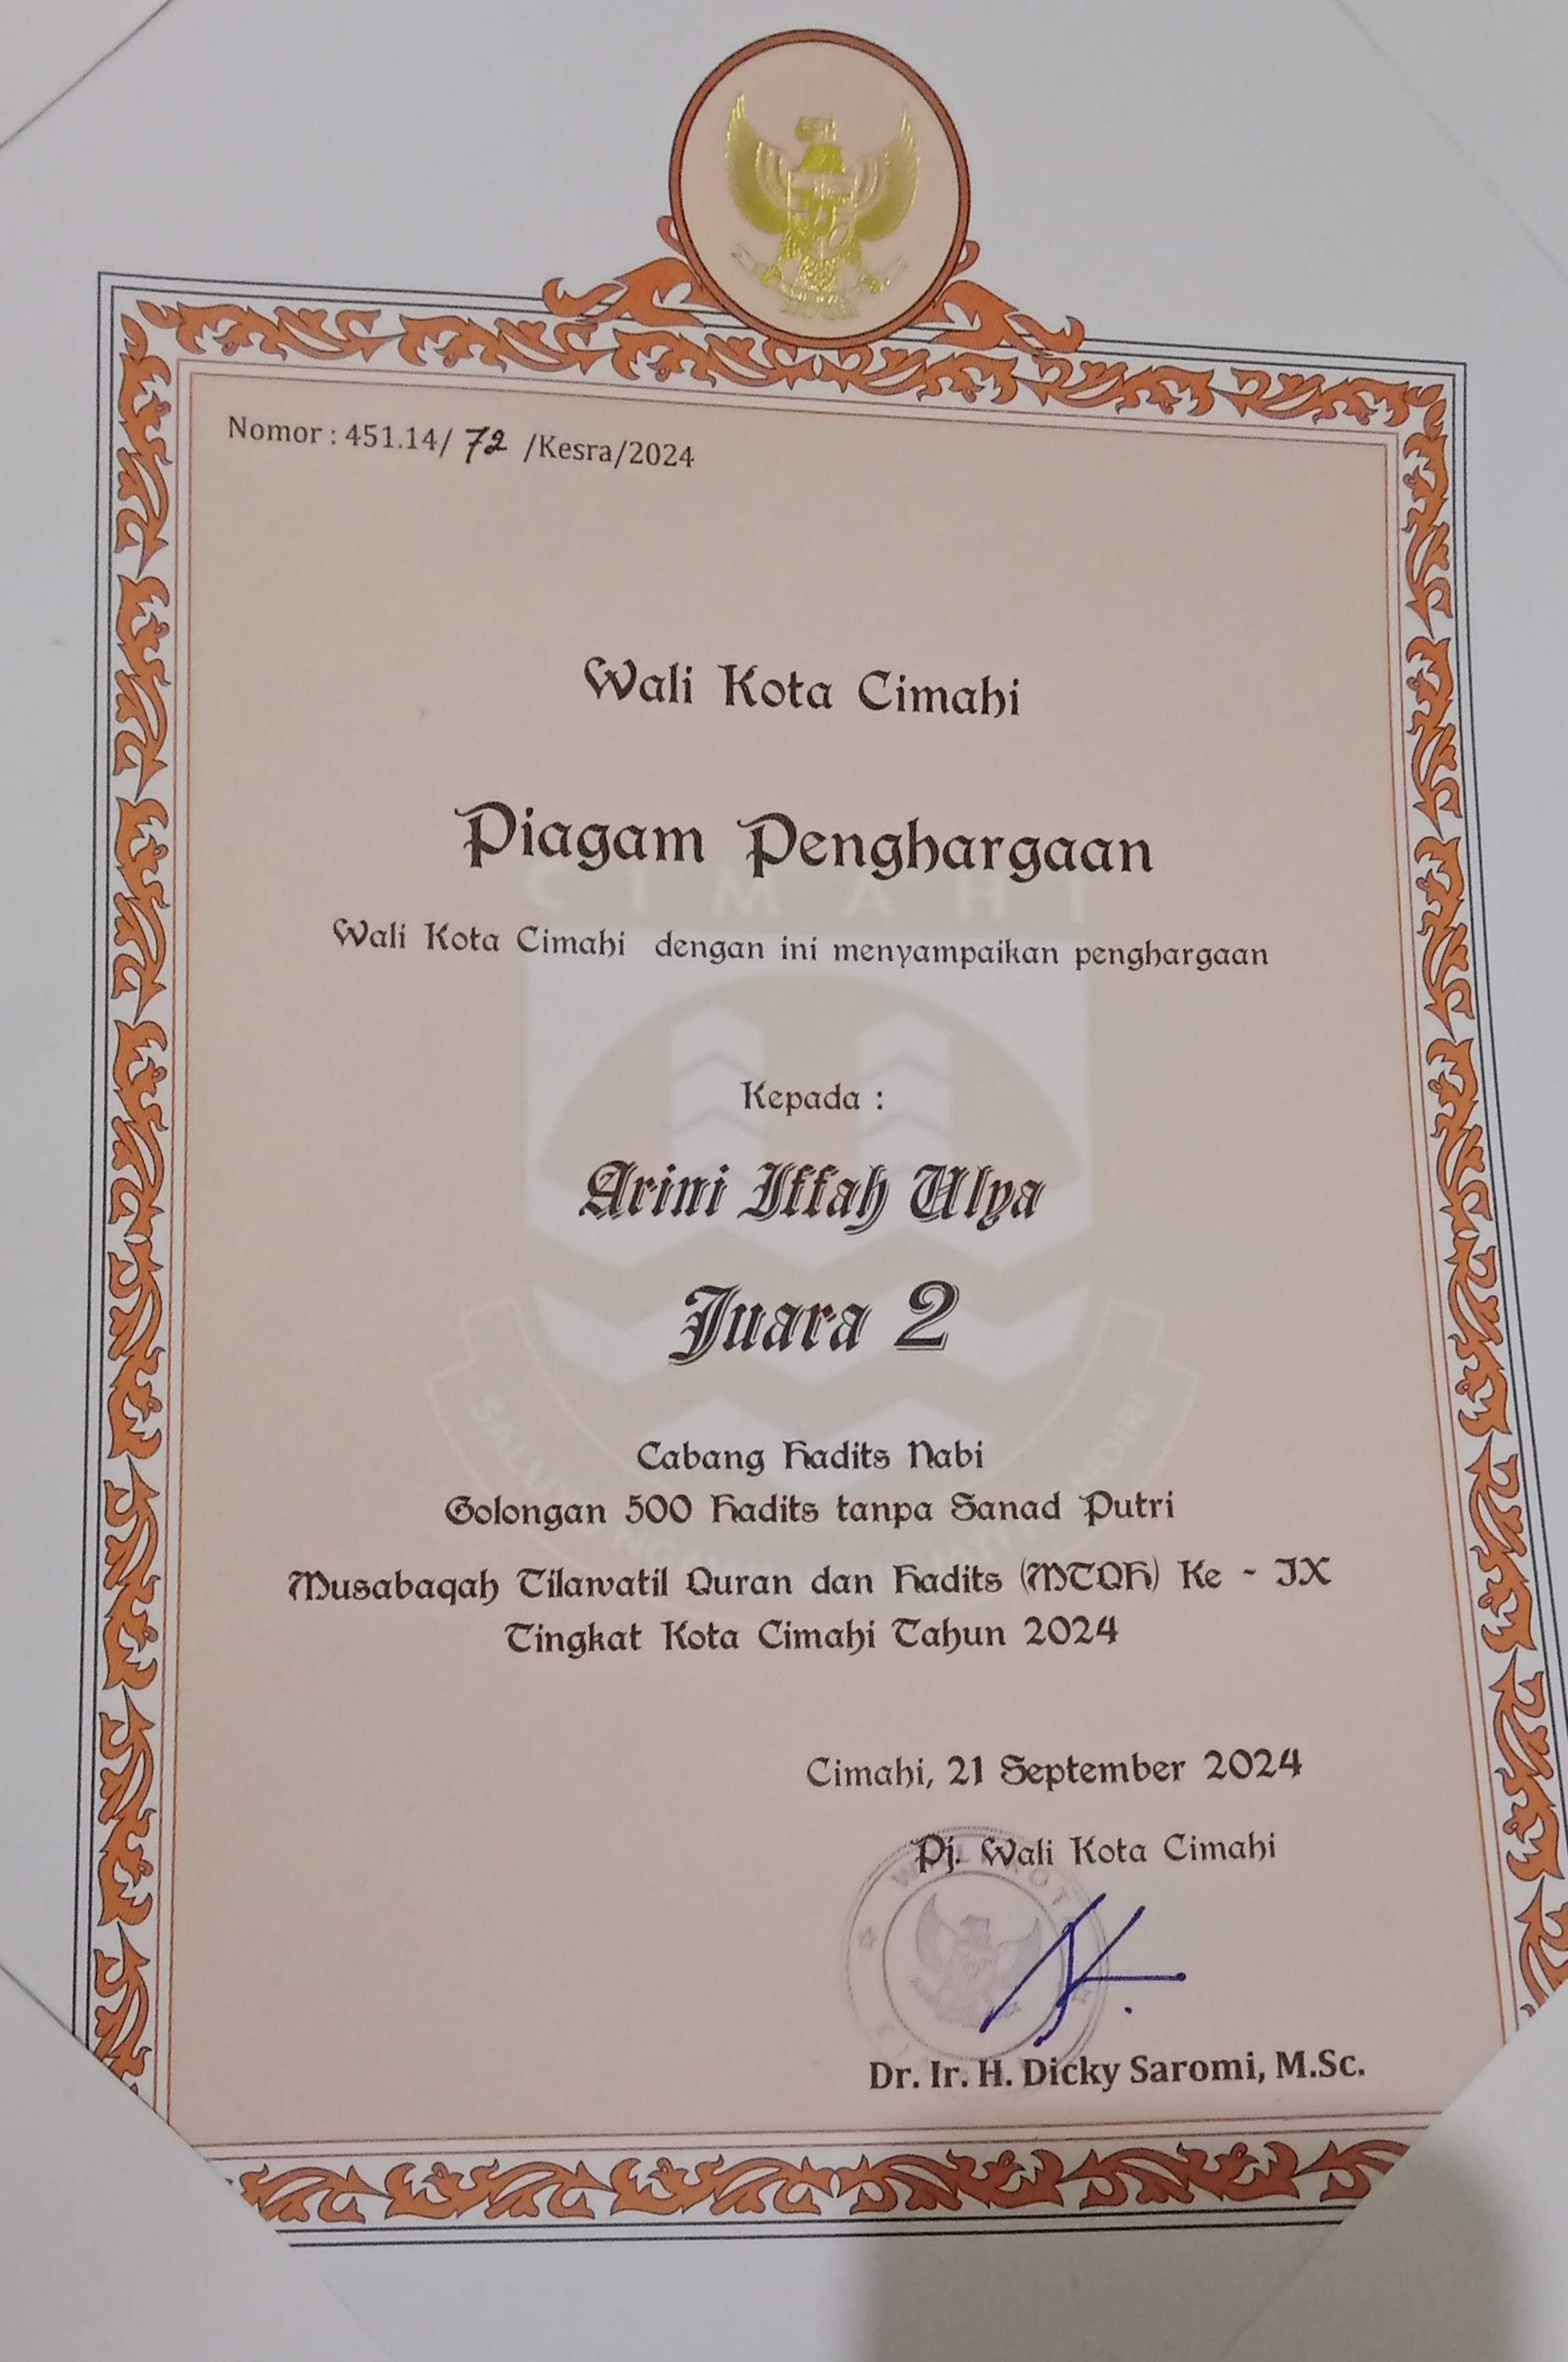 Nomor : 451.14/ 72 /Kesra/2024
Wali Kota Cimahi
Piagam Penghargaan
CIMAHI
Wali Kota Cimahi dengan ini menyampaikan penghargaan
Kepada :
Arini Iffah Ulya
Juara 2
Cabang Hadits Nabi
Golongan 500 Hadits tanpa Sanad Putri
Musabaqah Tilawatil Quran dan Hadits (MTQH) Ke - IX
Tingkat Kota Cimahi Tahun 2024
Cimahi, 21 September 2024
Pj. Wali Kota Cimahi
Dr. Ir. H. Dicky Saromi, M.Sc.